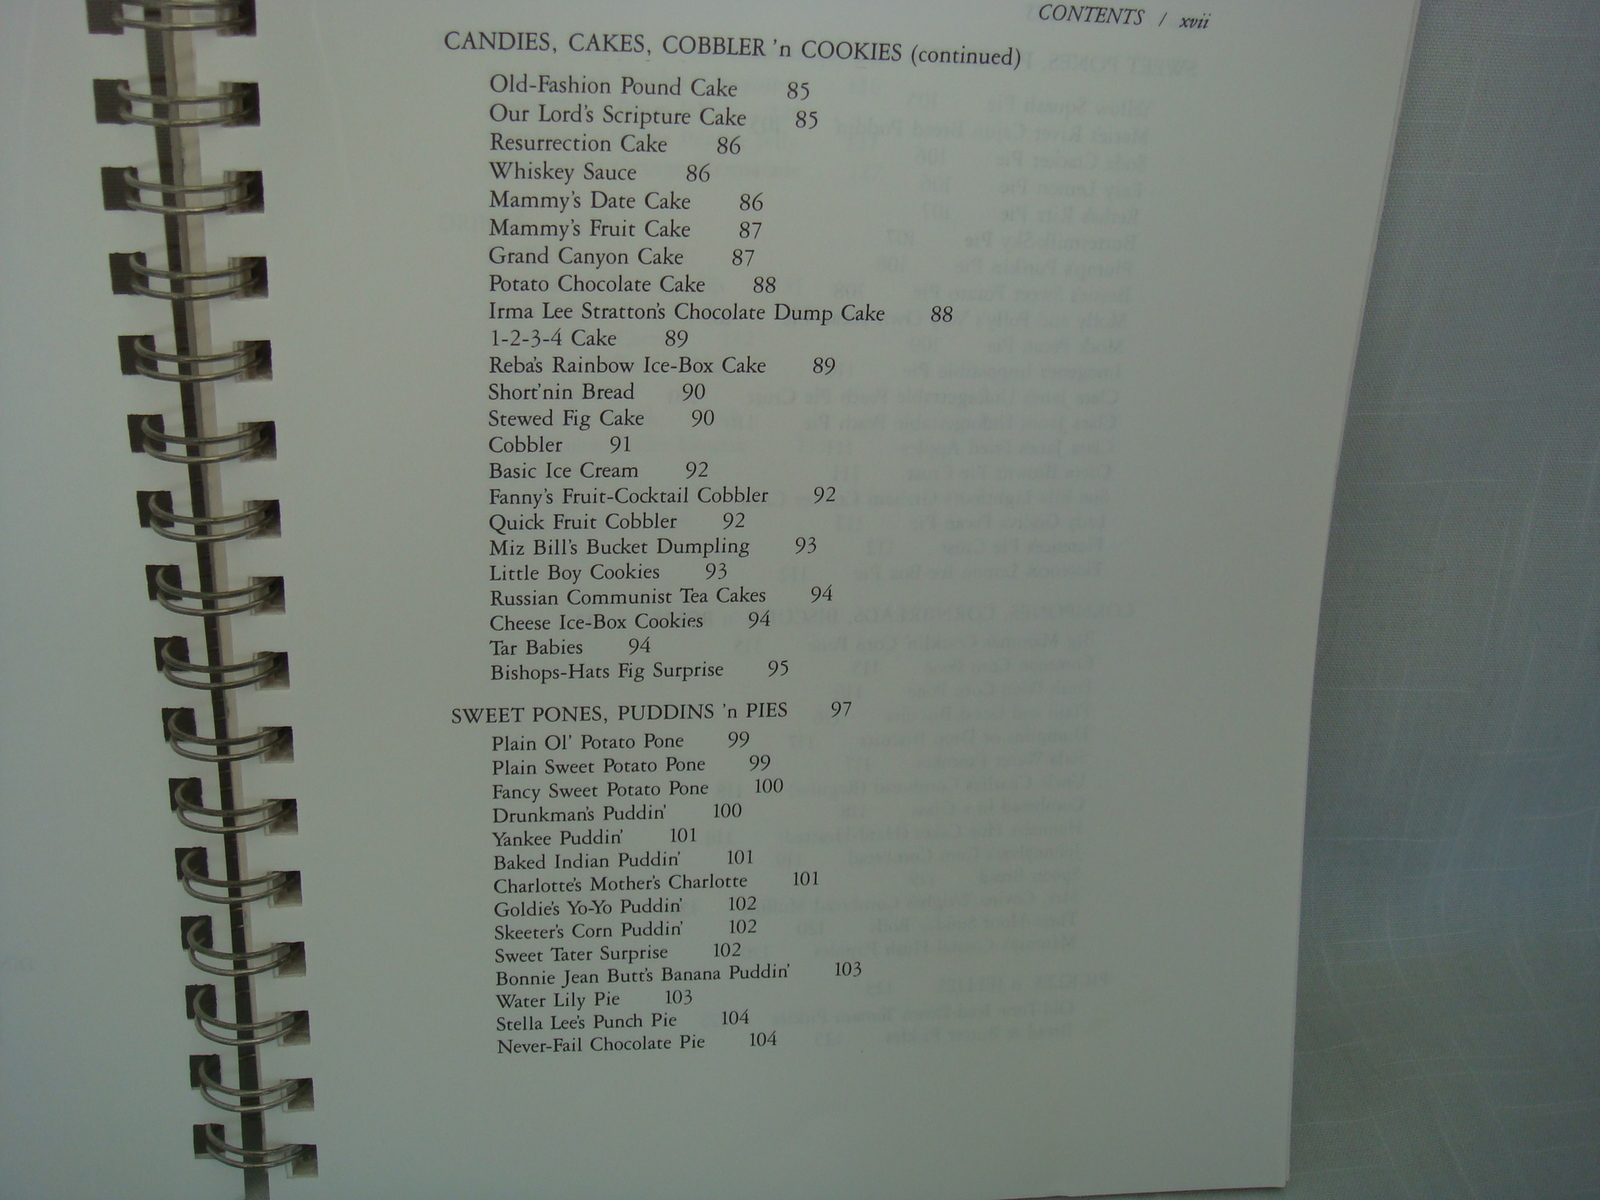 CONTENTS / xvii
CANDIES, CAKES, COBBLER 'n COOKIES (continued)
Old-Fashion Pound Cake 85
Our Lord's Scripture Cake 85
Resurrection Cake 86
Whiskey Sauce 86
Mammy's Date Cake 86
Mammy's Fruit Cake 87
Grand Canyon Cake 87
Potato Chocolate Cake 88
Irma Lee Stratton's Chocolate Dump Cake 88
1-2-3-4 Cake 89
Reba's Rainbow Ice-Box Cake 89
Short'nin Bread 90
Stewed Fig Cake 90
Cobbler 91
Basic Ice Cream 92
Fanny's Fruit-Cocktail Cobbler 92
Quick Fruit Cobbler 92
Miz Bill's Bucket Dumpling 93
Little Boy Cookies 93
Russian Communist Tea Cakes 94
Cheese Ice-Box Cookies 94
Tar Babies 94
Bishops-Hats Fig Surprise 95
SWEET PONES, PUDDINS 'n PIES 97
Plain Ol' Potato Pone 99
Plain Sweet Potato Pone 99
Fancy Sweet Potato Pone 100
Drunkman's Puddin' 100
Yankee Puddin' 101
Baked Indian Puddin' 101
Charlotte's Mother's Charlotte 101
Goldie's Yo-Yo Puddin' 102
Skeeter's Corn Puddin' 102
Sweet Tater Surprise 102
Bonnie Jean Butt's Banana Puddin' 103
Water Lily Pie 103
Stella Lee's Punch Pie 104
Never-Fail Chocolate Pie 104